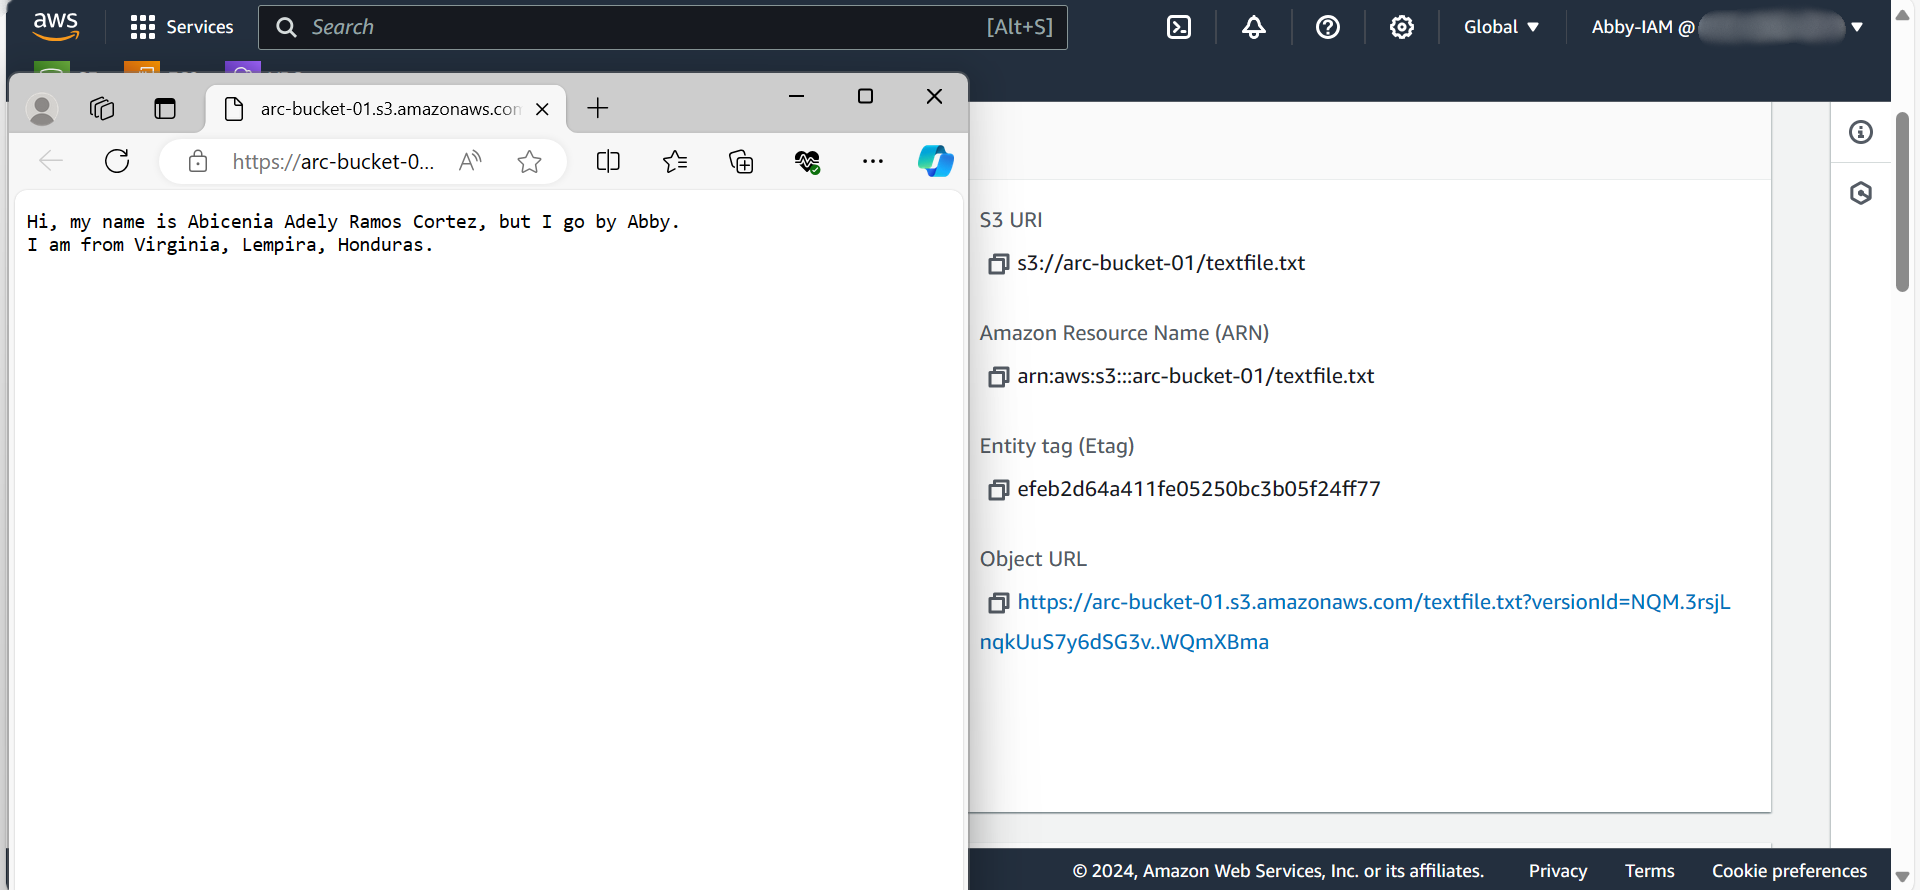 aws
Services
Search
[Alt+S]
Global
Abby-IAM @
arc-bucket-01.s3.amazonaws.com
https://arc-bucket-0...
Hi, my name is Abicenia Adely Ramos Cortez, but I go by Abby.
I am from Virginia, Lempira, Honduras.
S3 URI
s3://arc-bucket-01/textfile.txt
Amazon Resource Name (ARN)
arn:aws:s3:::arc-bucket-01/textfile.txt
Entity tag (Etag)
efeb2d64a411fe05250bc3b05f24ff77
Object URL
https://arc-bucket-01.s3.amazonaws.com/textfile.txt?versionId=NQM.3rsjL
nqkUuS7y6dSG3v..WQmXBma
© 2024, Amazon Web Services, Inc. or its affiliates.
Privacy
Terms
Cookie preferences